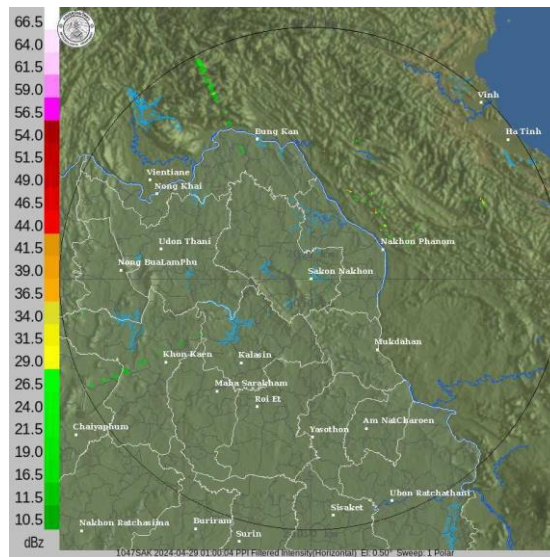 66.5
64.0
61.5
59.0
56.5
54.0
51.5
49.0
46.5
44.0
41.5
39.0
36.5
34.0
31.5
29.0
26.5
24.0
21.5
19.0
16.5
14.0
11.5
10.5
dBz
Vinh
Ha Tinh
Bung Kan
Vientiane
Nong Khai
Udon Thani
Nakhon Phanom
Nong BuaLamPhu
Sakon Nakhon
Mukdahan
Khon Kaen
Kalasin
Maha Sarakham
Roi Et
Chaiyaphum
Yasothon
Am NatCharoen
Ubon Ratchathani
Sisaket
Nakhon Ratchasima
Buriram
Surin
1047SAK 2024-04-20 01:00:04 PPI Filtered Intensity(Horizontal) El: 0.50° Sweep: 1 Polar